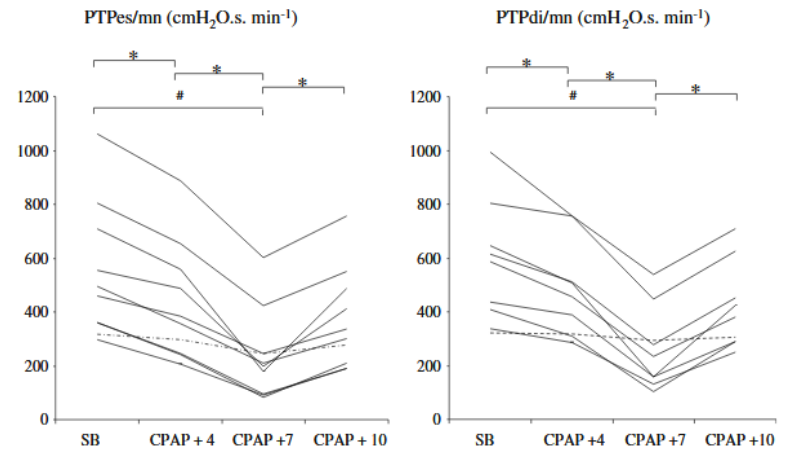 PTPes/mn (cmH₂O.s. min⁻¹)
PTPdi/mn (cmH₂O.s. min⁻¹)
*
*
*
#
1200
1000
800
600
400
200
0
SB
CPAP + 4
CPAP +7
CPAP + 10
*
*
*
#
1200
1000
800
600
400
200
0
SB
CPAP +4
CPAP +7
CPAP +10